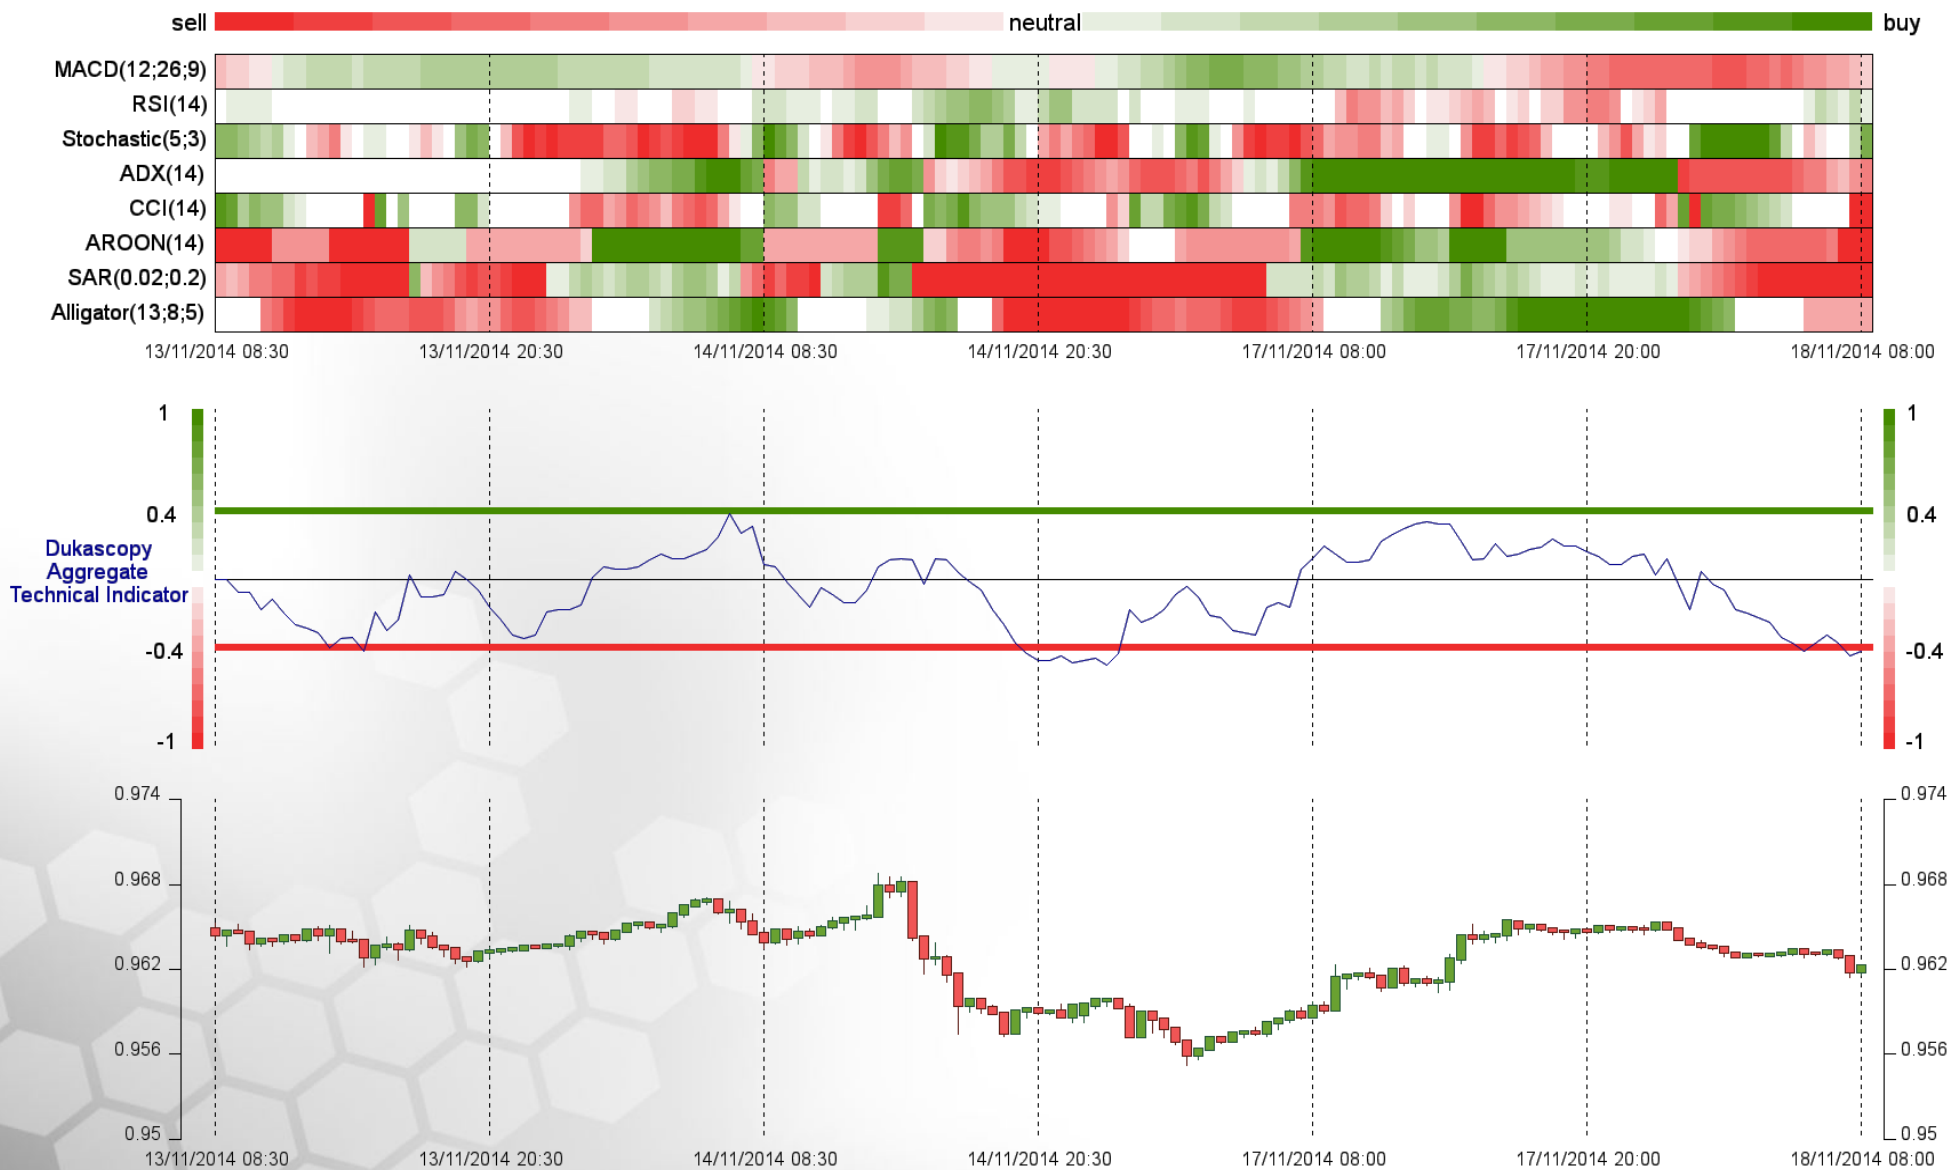 sell neutral buy
MACD(12;26;9)
RSI(14)
Stochastic(5;3)
ADX(14)
CCI(14)
AROON(14)
SAR(0.02;0.2)
Alligator(13;8;5)
13/11/2014 08:30 13/11/2014 20:30 14/11/2014 08:30 14/11/2014 20:30 17/11/2014 08:00 17/11/2014 20:00 18/11/2014 08:00
1 1
0.4 0.4
Dukascopy
Aggregate
Technical Indicator
-0.4 -0.4
-1 -1
0.974 0.974
0.968 0.968
0.962 0.962
0.956 0.956
0.95 0.95
13/11/2014 08:30 13/11/2014 20:30 14/11/2014 08:30 14/11/2014 20:30 17/11/2014 08:00 17/11/2014 20:00 18/11/2014 08:00